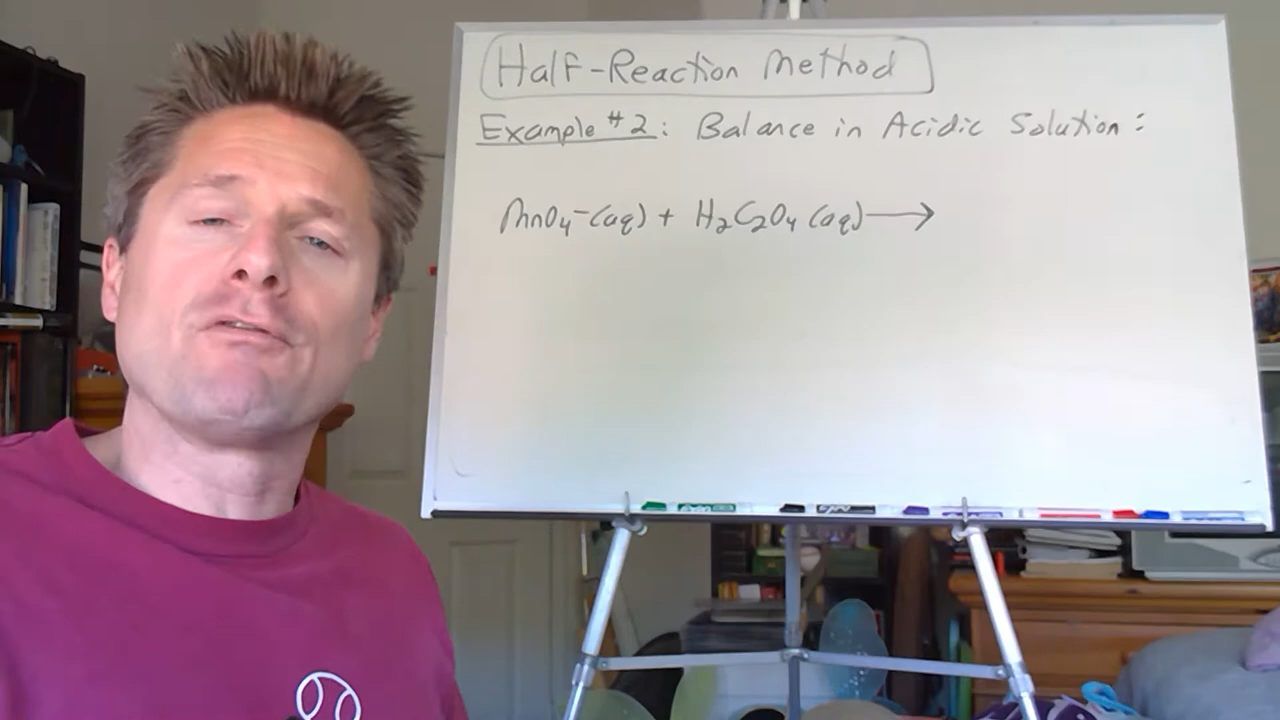 Half-Reaction Method
Example #2: Balance in Acidic Solution:
MnO₄⁻(aq) + H₂C₂O₄ (aq) ⟶